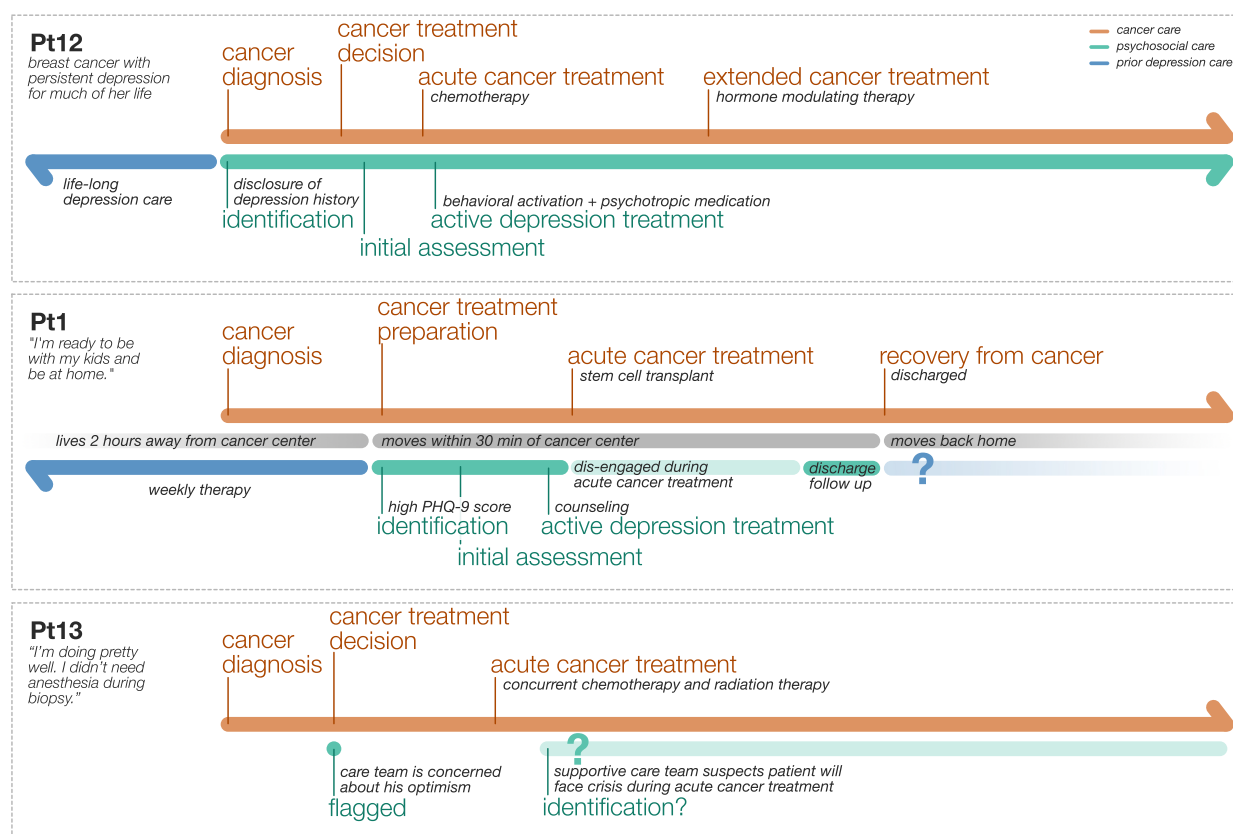 Pt12
breast cancer with
persistent depression
for much of her life
cancer care
psychosocial care
prior depression care
cancer
diagnosis
cancer treatment
decision
acute cancer treatment
chemotherapy
extended cancer treatment
hormone modulating therapy
life-long
depression care
disclosure of
depression history
identification
initial assessment
behavioral activation + psychotropic medication
active depression treatment
Pt1
"I'm ready to be
with my kids and
be at home."
cancer
diagnosis
cancer treatment
preparation
acute cancer treatment
stem cell transplant
recovery from cancer
discharged
lives 2 hours away from cancer center
moves within 30 min of cancer center
moves back home
weekly therapy
high PHQ-9 score
identification
initial assessment
counseling
active depression treatment
dis-engaged during
acute cancer treatment
discharge
follow up
?
Pt13
“I’m doing pretty
well. I didn’t need
anesthesia during
biopsy.”
cancer
diagnosis
cancer treatment
decision
acute cancer treatment
concurrent chemotherapy and radiation therapy
care team is concerned
about his optimism
flagged
?
supportive care team suspects patient will
face crisis during acute cancer treatment
identification?